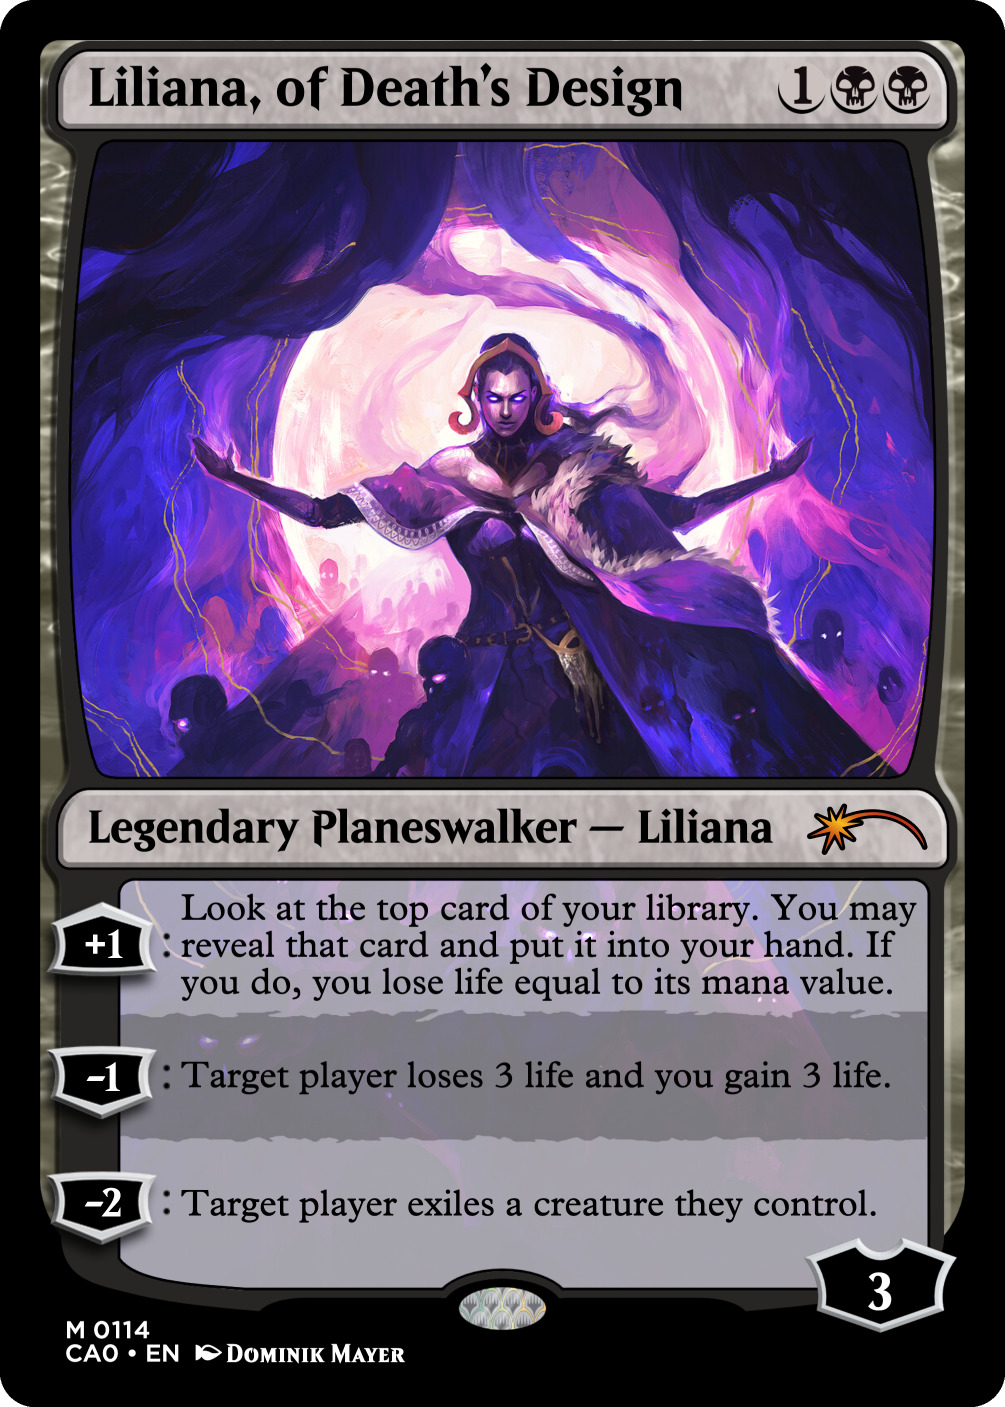 Liliana, of Death's Design 1
Legendary Planeswalker — Liliana
+1: Look at the top card of your library. You may
reveal that card and put it into your hand. If
you do, you lose life equal to its mana value.
−1: Target player loses 3 life and you gain 3 life.
−2: Target player exiles a creature they control.
3
M 0114
CAO • EN Dominik Mayer